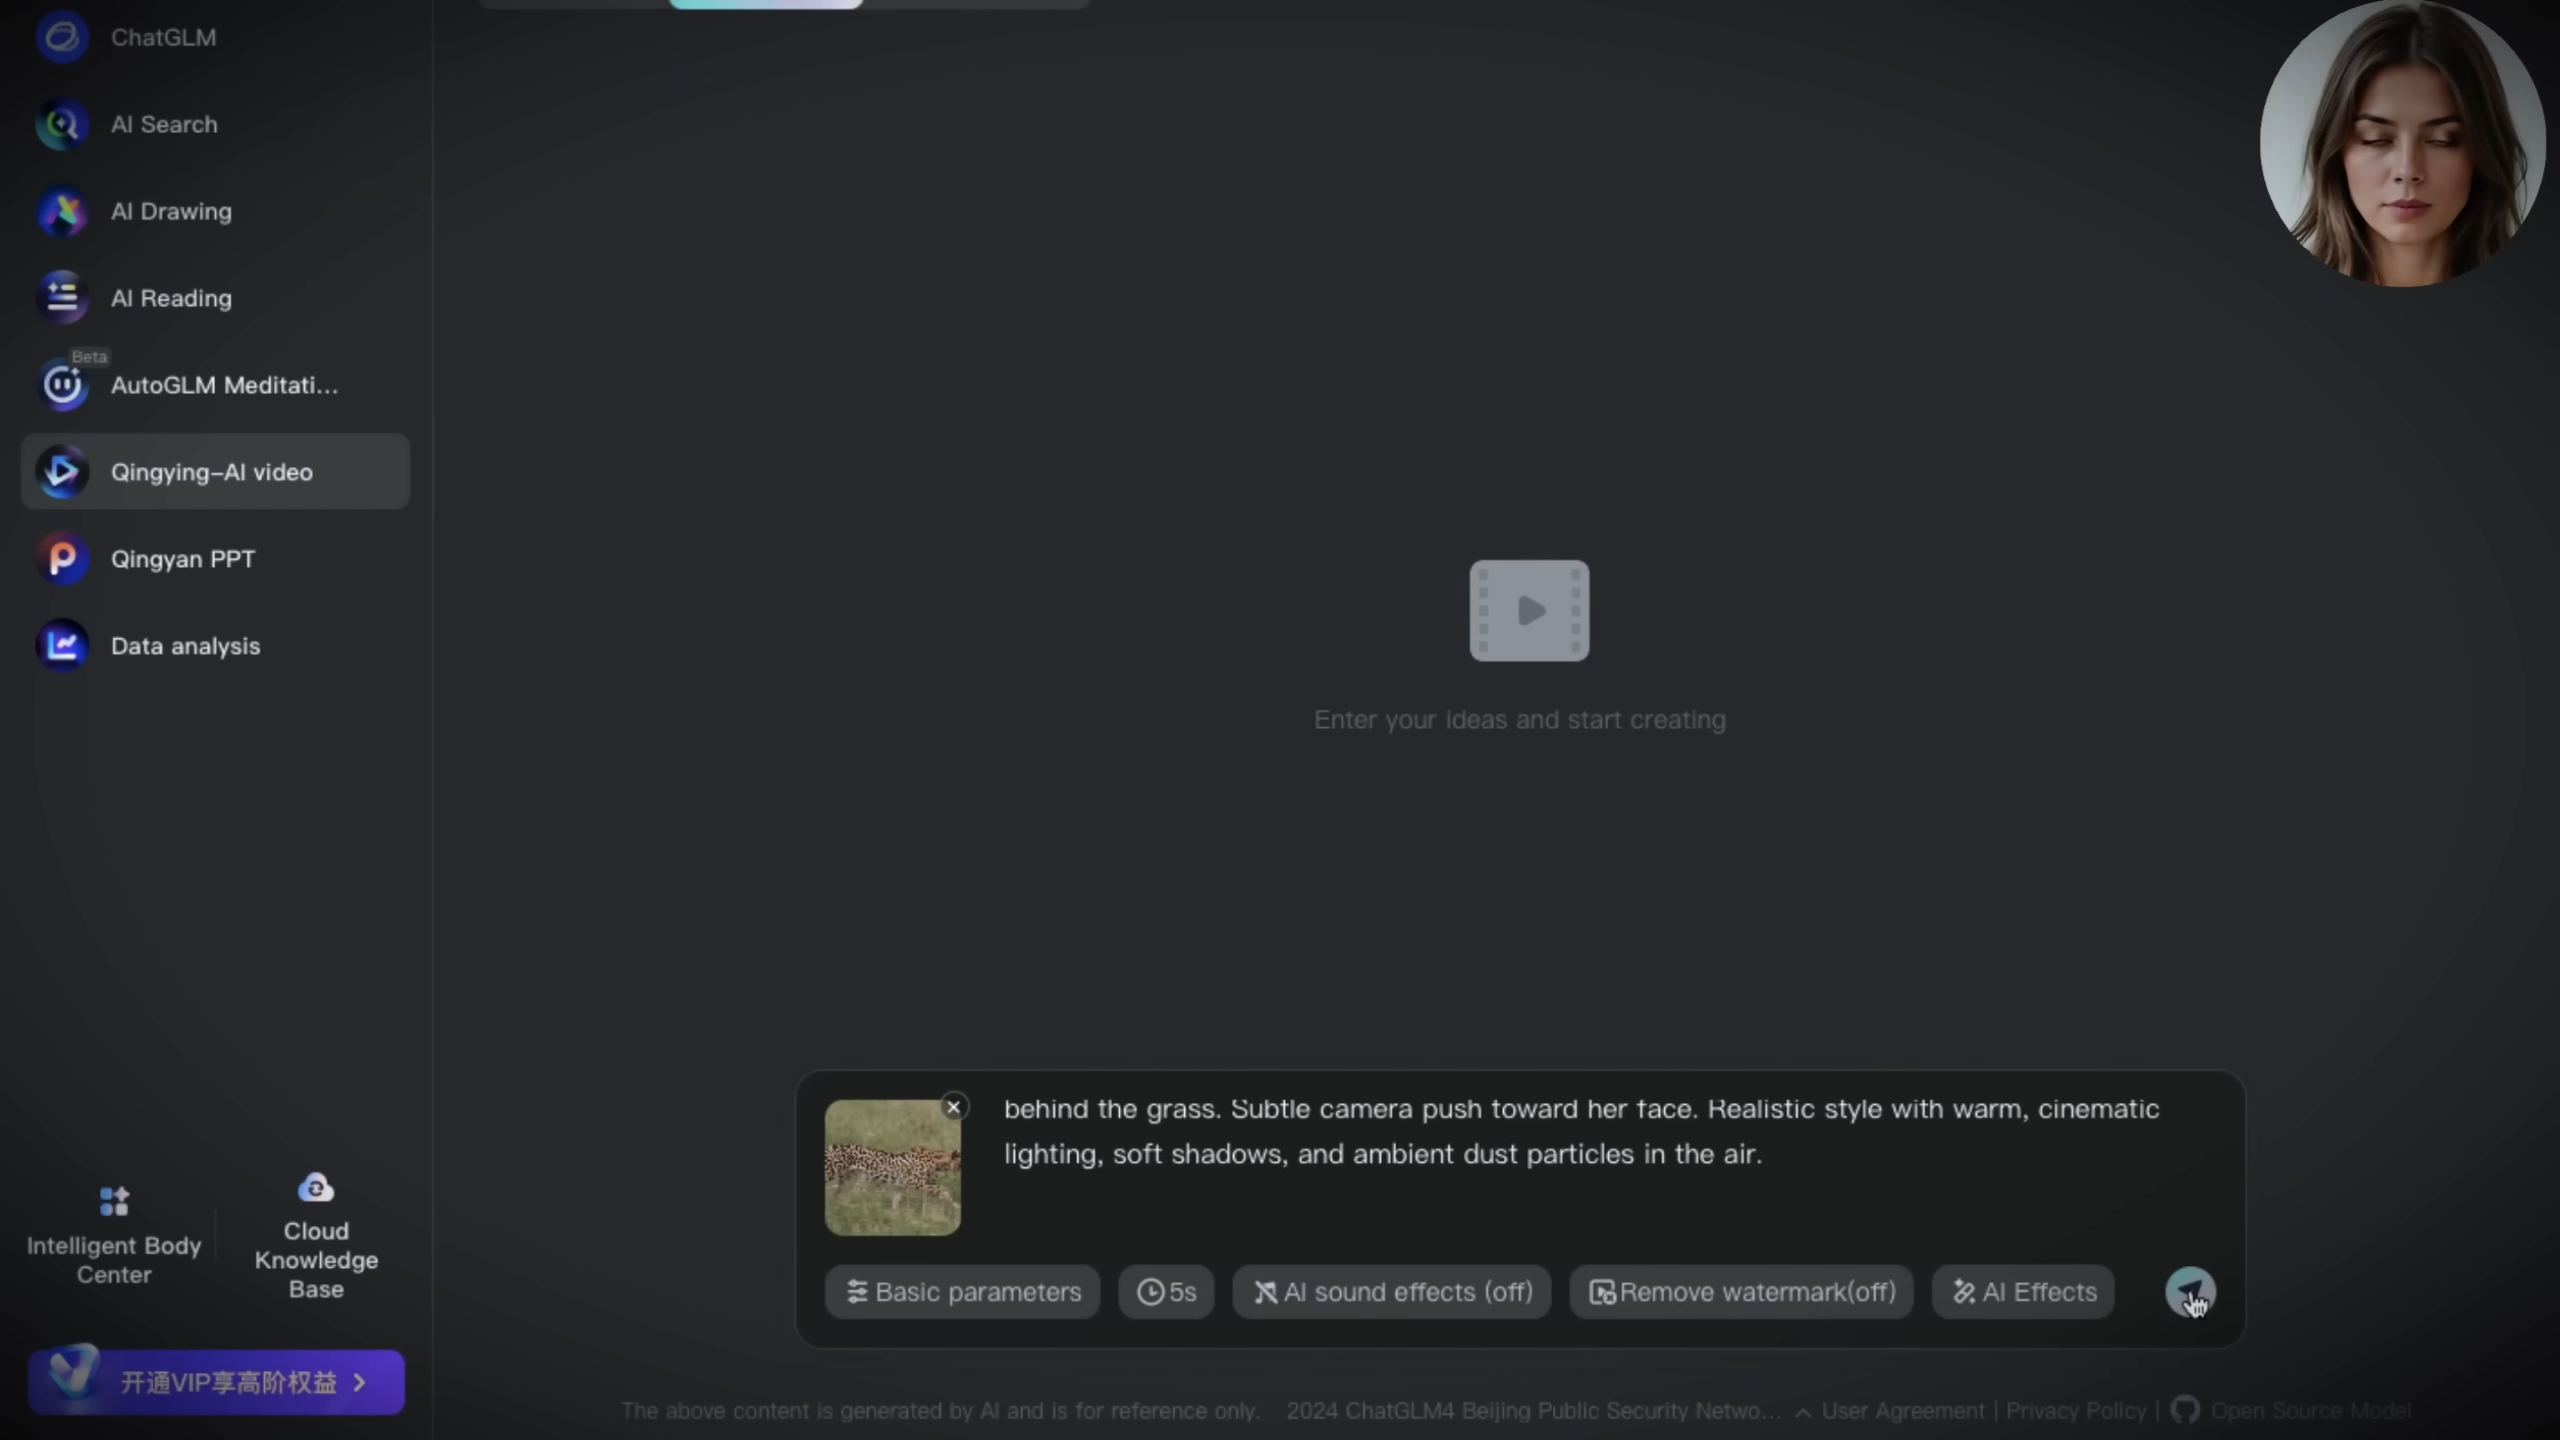 ChatGLM
AI Search
AI Drawing
AI Reading
Beta
AutoGLM Meditati...
Qingying-AI video
Qingyan PPT
Data analysis
Intelligent Body
Center
Cloud
Knowledge
Base
开通VIP享高阶权益
Enter your ideas and start creating
behind the grass. Subtle camera push toward her face. Realistic style with warm, cinematic
lighting, soft shadows, and ambient dust particles in the air.
Basic parameters
5s
AI sound effects (off)
Remove watermark(off)
AI Effects
The above content is generated by AI and is for reference only. 2024 ChatGLM4 Beijing Public Security Netwo... User Agreement | Privacy Policy | Open Source Model